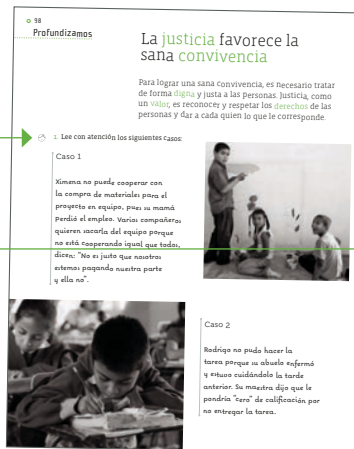 98
Profundizamos
La justicia favorece la
sana convivencia
Para lograr una sana convivencia, es necesario tratar
de forma digna y justa a las personas. Justicia, como
un valor, es reconocer y respetar los derechos de las
personas y dar a cada quien lo que le corresponde.
1. Lee con atención los siguientes casos:
Caso 1
Ximena no puede cooperar con
la compra de materiales para el
proyecto en equipo, pues su mamá
perdió el empleo. Varios compañeros
quieren sacarla del equipo porque
no está cooperando igual que todos,
dicen: "No es justo que nosotros
estemos pagando nuestra parte
y ella no".
Caso 2
Rodrigo no pudo hacer la
tarea porque su abuelo enfermó
y estuvo cuidándolo la tarde
anterior. Su maestra dijo que le
pondría "cero" de calificación por
no entregar la tarea.